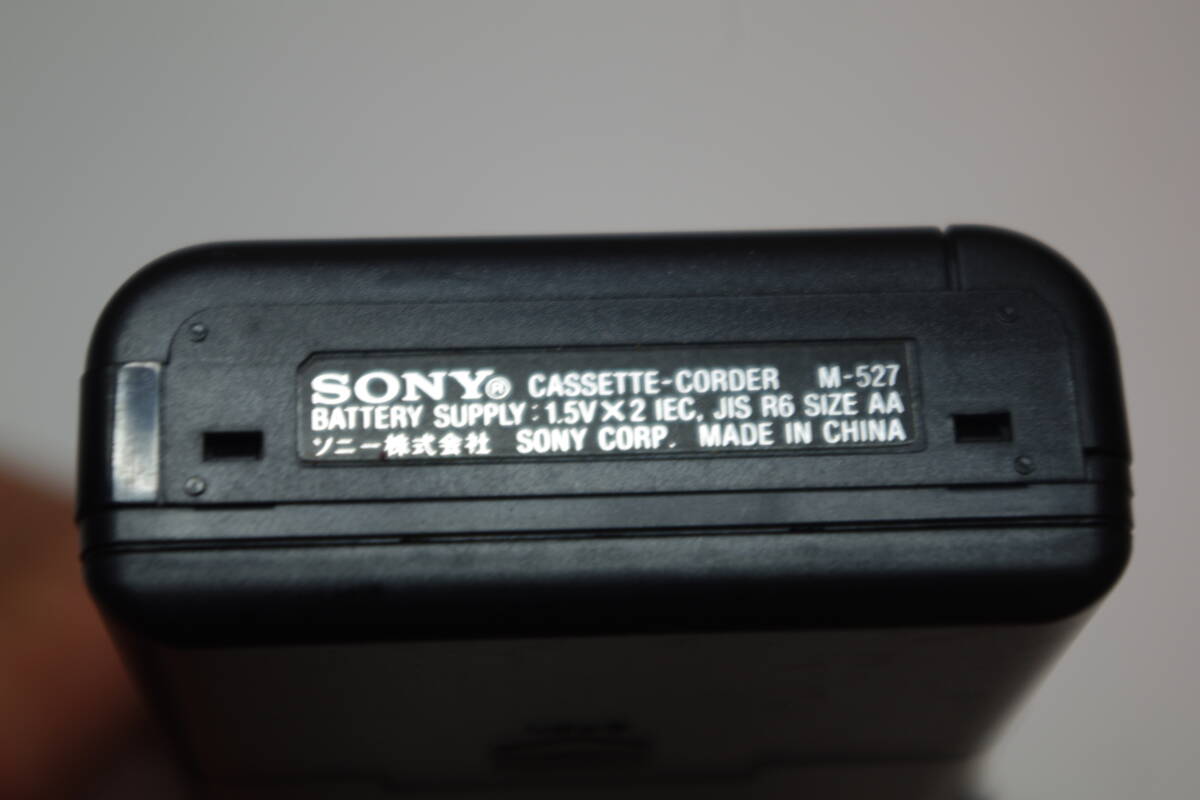 SONY® CASSETTE-CORDER M-527
BATTERY SUPPLY: 1.5V×2 IEC, JIS R6 SIZE AA
ソニー株式会社 SONY CORP. MADE IN CHINA